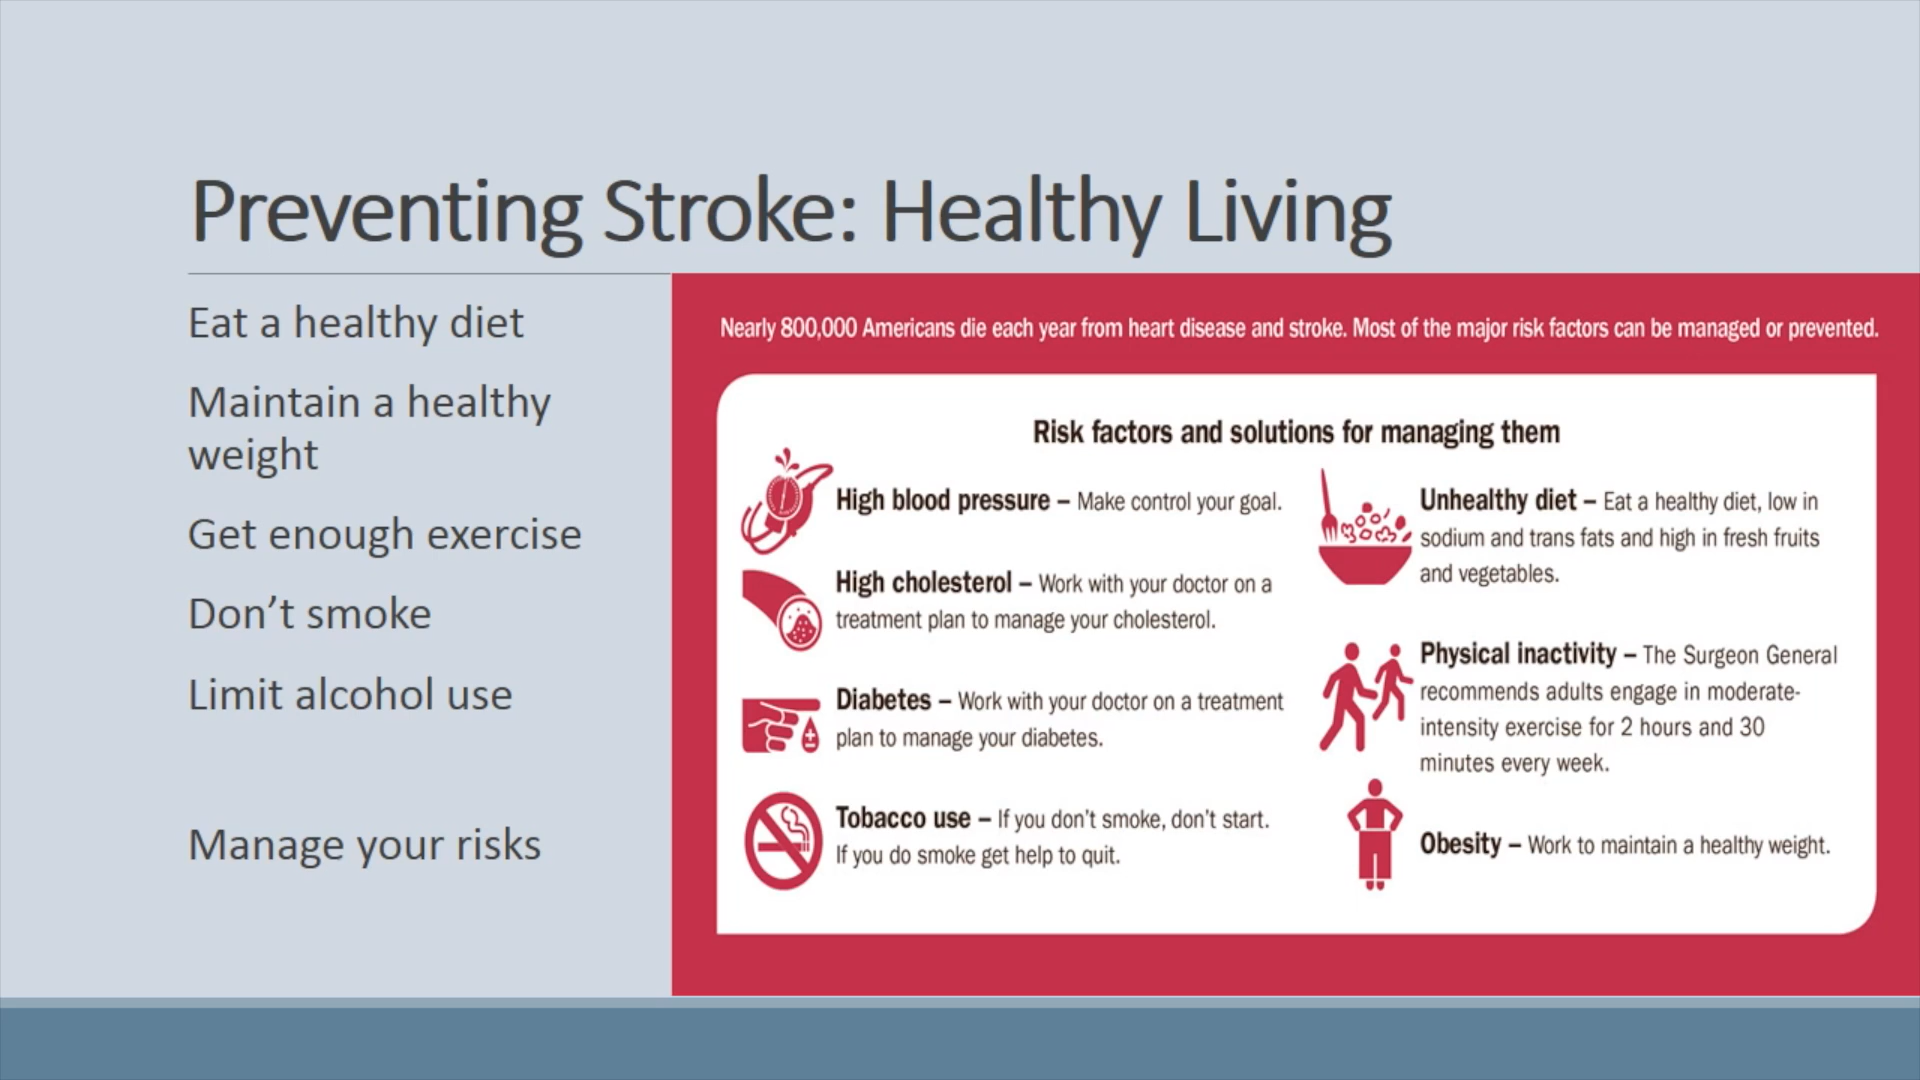 Preventing Stroke: Healthy Living
Eat a healthy diet
Maintain a healthy
weight
Get enough exercise
Don’t smoke
Limit alcohol use
Manage your risks
Nearly 800,000 Americans die each year from heart disease and stroke. Most of the major risk factors can be managed or prevented.
Risk factors and solutions for managing them
High blood pressure – Make control your goal.
High cholesterol – Work with your doctor on a
treatment plan to manage your cholesterol.
Diabetes – Work with your doctor on a treatment
plan to manage your diabetes.
Tobacco use – If you don’t smoke, don’t start.
If you do smoke get help to quit.
Unhealthy diet – Eat a healthy diet, low in
sodium and trans fats and high in fresh fruits
and vegetables.
Physical inactivity – The Surgeon General
recommends adults engage in moderate-
intensity exercise for 2 hours and 30
minutes every week.
Obesity – Work to maintain a healthy weight.